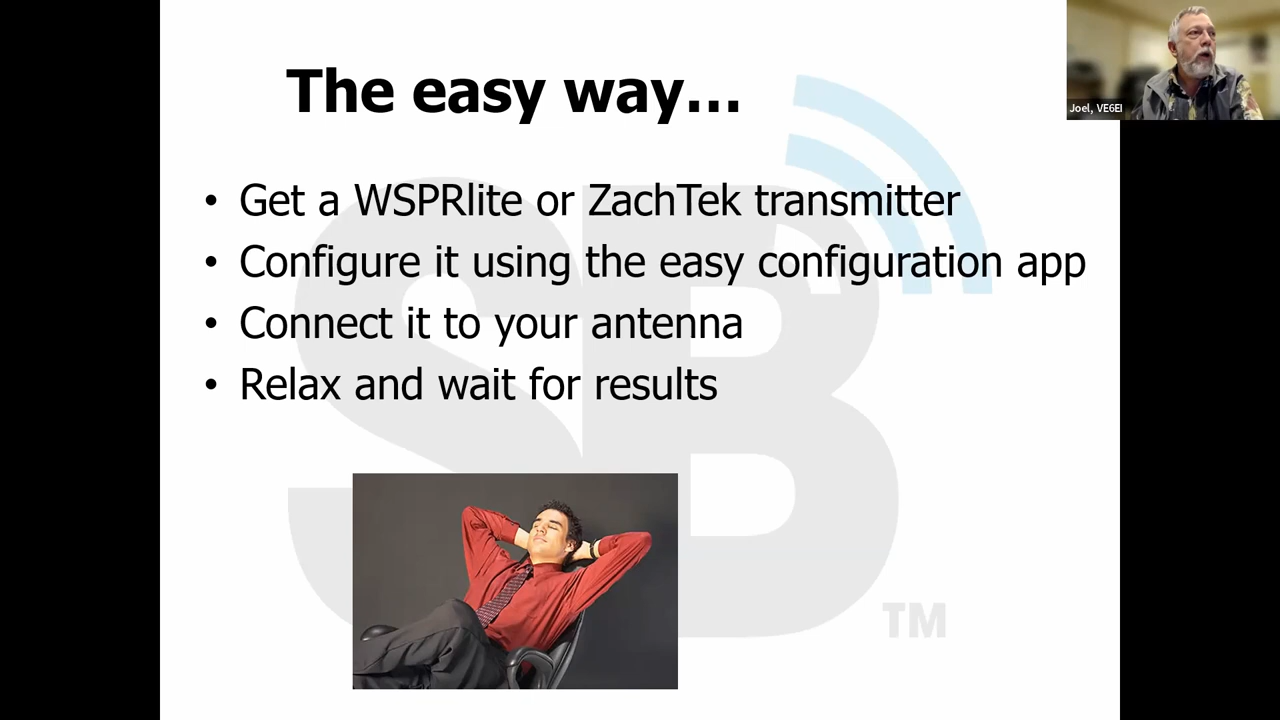 The easy way...
Joel, VE6EI
• Get a WSPRlite or ZachTek transmitter
• Configure it using the easy configuration app
• Connect it to your antenna
• Relax and wait for results
SB
TM